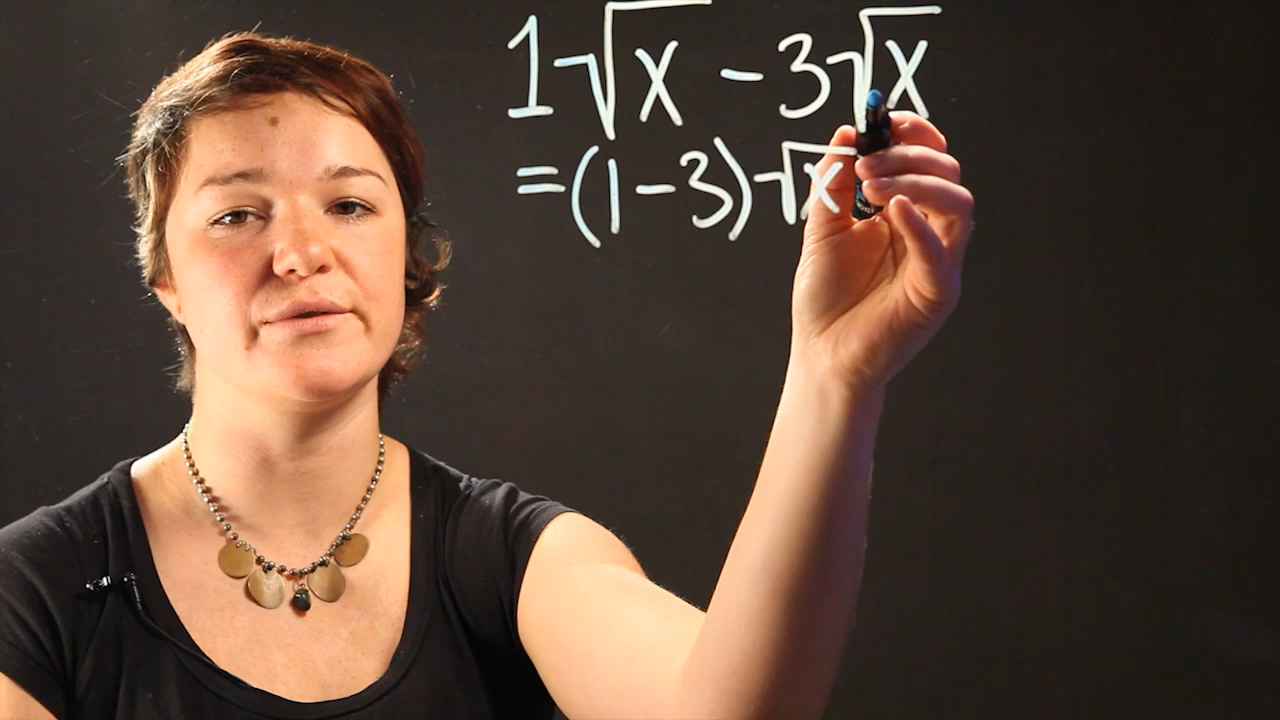 1√x - 3√x
=(1-3)√x